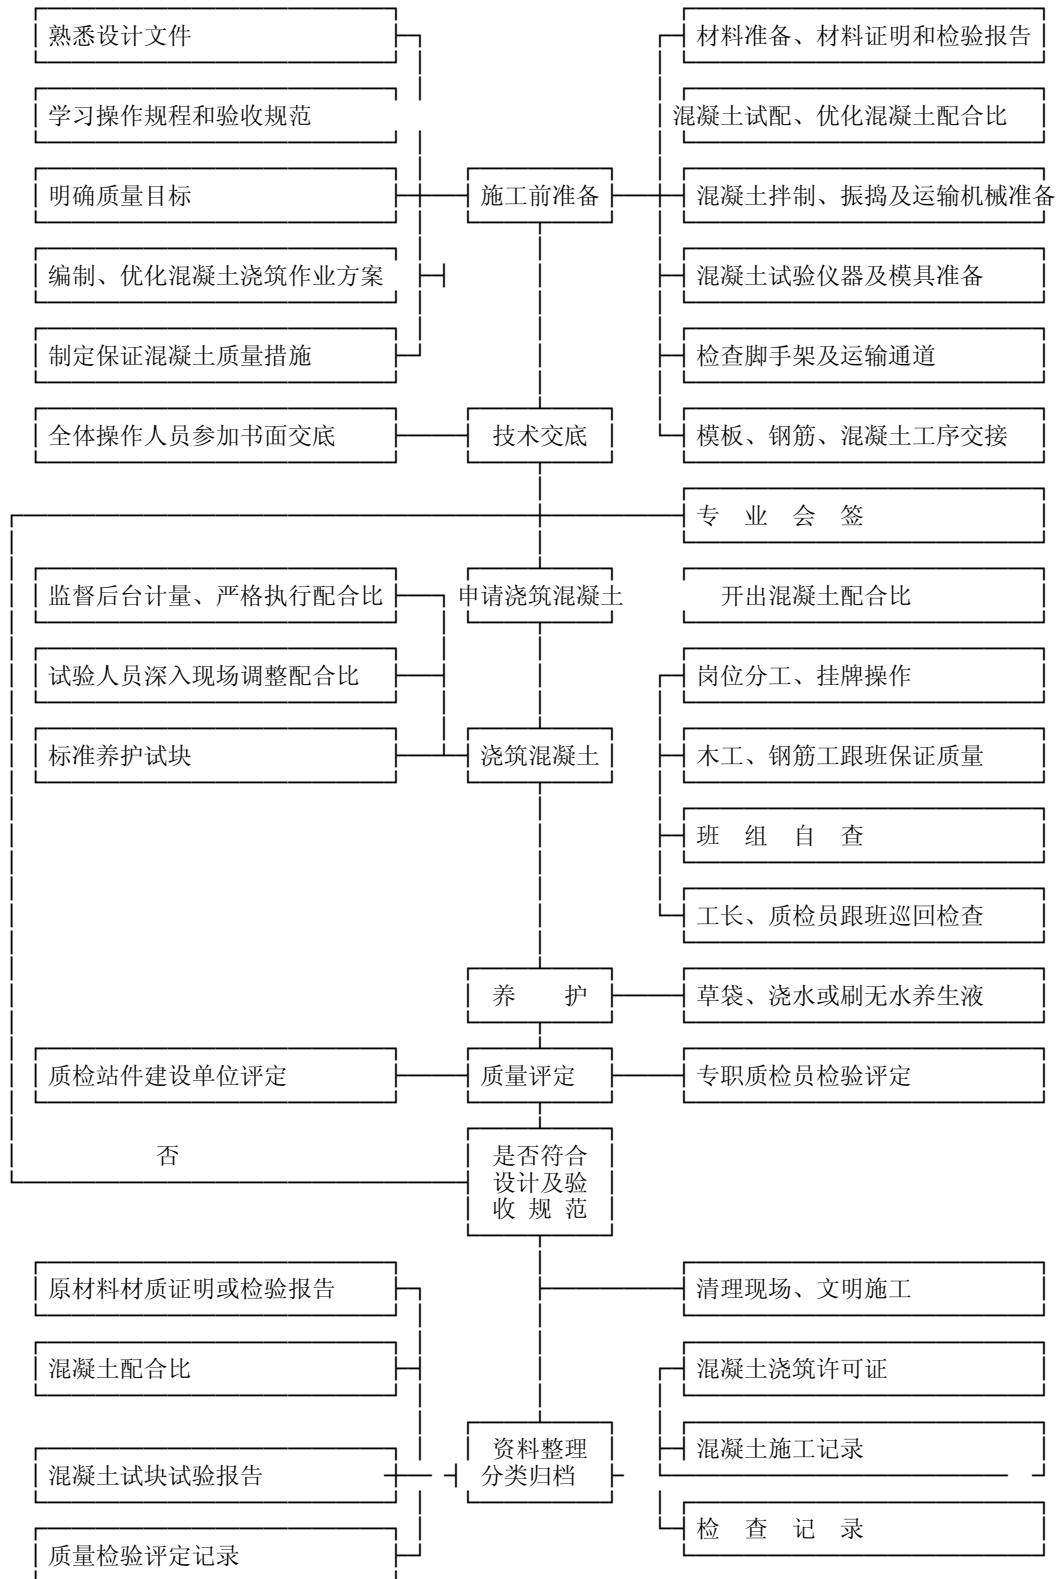 熟悉设计文件
材料准备、材料证明和检验报告
学习操作规程和验收规范
混凝土试配、优化混凝土配合比
明确质量目标
施工前准备
混凝土拌制、振捣及运输机械准备
编制、优化混凝土浇筑作业方案
混凝土试验仪器及模具准备
制定保证混凝土质量措施
检查脚手架及运输通道
全体操作人员参加书面交底
技术交底
模板、钢筋、混凝土工序交接
专 业 会 签
监督后台计量、严格执行配合比
申请浇筑混凝土
开出混凝土配合比
试验人员深入现场调整配合比
岗位分工、挂牌操作
标准养护试块
浇筑混凝土
木工、钢筋工跟班保证质量
班 组 自 查
工长、质检员跟班巡回检查
养 护
草袋、浇水或刷无水养生液
质检站件建设单位评定
质量评定
专职质检员检验评定
否
是否符合
设计及验
收 规 范
原材料材质证明或检验报告
清理现场、文明施工
混凝土配合比
混凝土浇筑许可证
资料整理
分类归档
混凝土施工记录
混凝土试块试验报告
检 查 记 录
质量检验评定记录